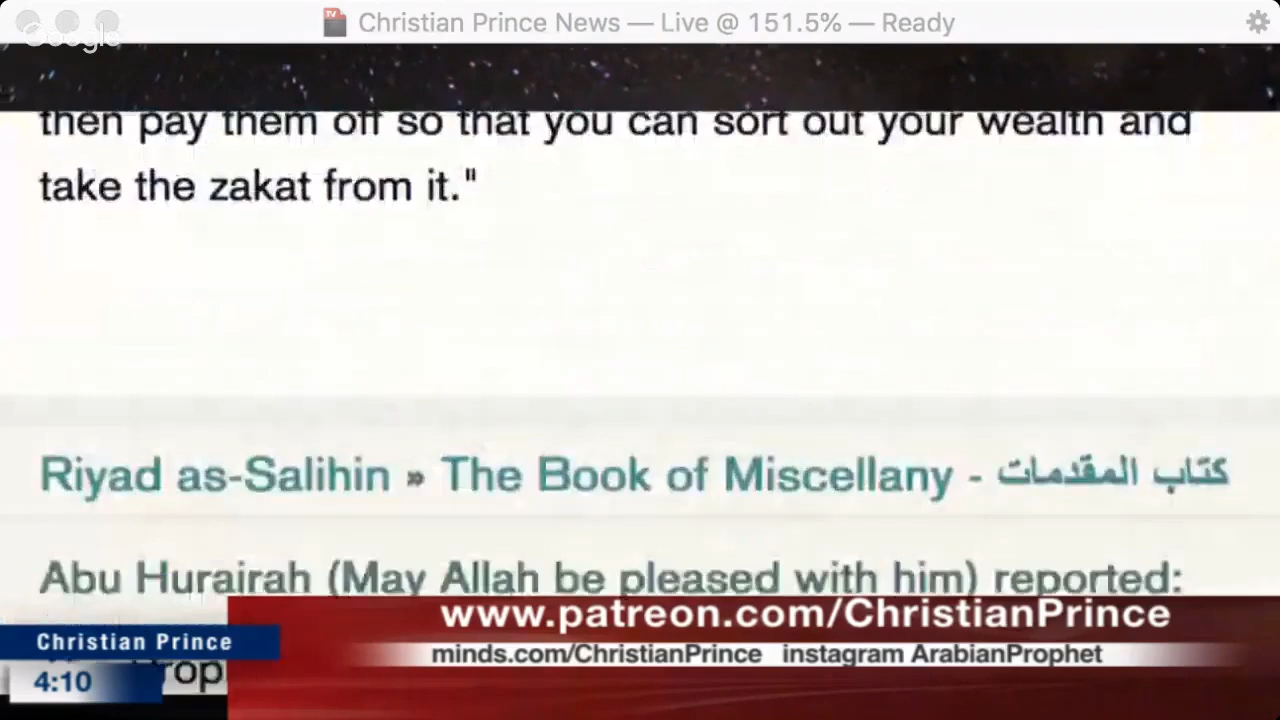 Christian Prince News — Live @ 151.5% — Ready
Google
then pay them off so that you can sort out your wealth and
take the zakat from it."
Riyad as-Salihin » The Book of Miscellany - كتاب المقدمات
Abu Hurairah (May Allah be pleased with him) reported:
www.patreon.com/ChristianPrince
Christian Prince
minds.com/ChristianPrince instagram ArabianProphet
4:10